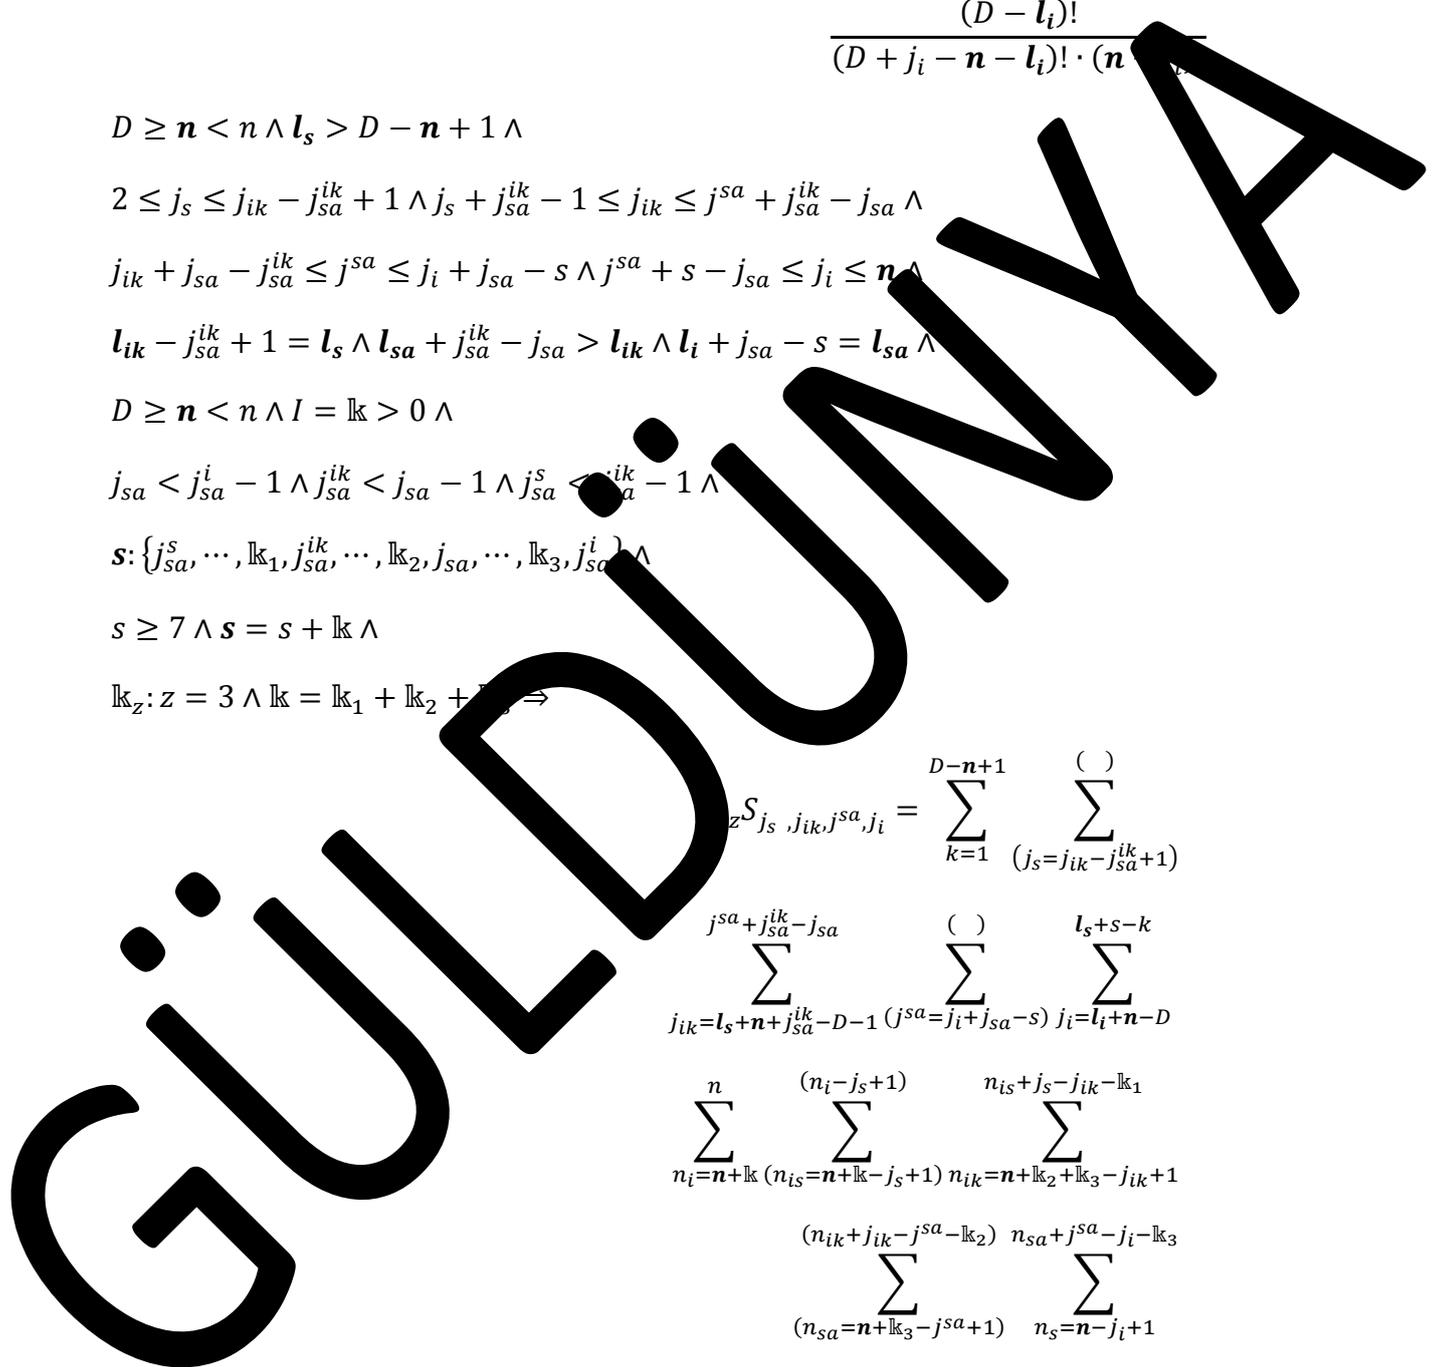 (D − l_i)!
(D + j_i − n − l_i)! · (n
D ≥ n < n ∧ l_s > D − n + 1 ∧
2 ≤ j_s ≤ j_ik − j_sa^ik + 1 ∧ j_s + j_sa^ik − 1 ≤ j_ik ≤ j^sa + j_sa^ik − j_sa ∧
j_ik + j_sa − j_sa^ik ≤ j^sa ≤ j_i + j_sa − s ∧ j^sa + s − j_sa ≤ j_i ≤ n ∧
l_ik − j_sa^ik + 1 = l_s ∧ l_sa + j_sa^ik − j_sa > l_ik ∧ l_i + j_sa − s = l_sa ∧
D ≥ n < n ∧ I = 𝕜 > 0 ∧
j_sa < j_sa^i − 1 ∧ j_sa^ik < j_sa − 1 ∧ j_sa^s < j_sa^ik − 1 ∧
s: {j_sa^s, ⋯ , 𝕜_1, j_sa^ik, ⋯ , 𝕜_2, j_sa, ⋯ , 𝕜_3, j_sa^i} ∧
s ≥ 7 ∧ s = s + 𝕜 ∧
𝕜_z: z = 3 ∧ 𝕜 = 𝕜_1 + 𝕜_2 + 𝕜_3 ⇒
_z S_{j_s ,j_ik,j^sa,j_i} = ∑_{k=1}^{D−n+1} ∑_{(j_s=j_ik−j_sa^ik+1)}^{( )}
∑_{j_ik=l_s+n+j_sa^ik−D−1}^{j^sa+j_sa^ik−j_sa} ∑_{(j^sa=j_i+j_sa−s)}^{( )} ∑_{j_i=l_i+n−D}^{l_s+s−k}
∑_{n_i=n+𝕜}^{n} ∑_{(n_is=n+𝕜−j_s+1)}^{(n_i−j_s+1)} ∑_{n_ik=n+𝕜_2+𝕜_3−j_ik+1}^{n_is+j_s−j_ik−𝕜_1}
∑_{(n_sa=n+𝕜_3−j^sa+1)}^{(n_ik+j_ik−j^sa−𝕜_2)} ∑_{n_s=n−j_i+1}^{n_sa+j^sa−j_i−𝕜_3}
GÜLDÜNYA